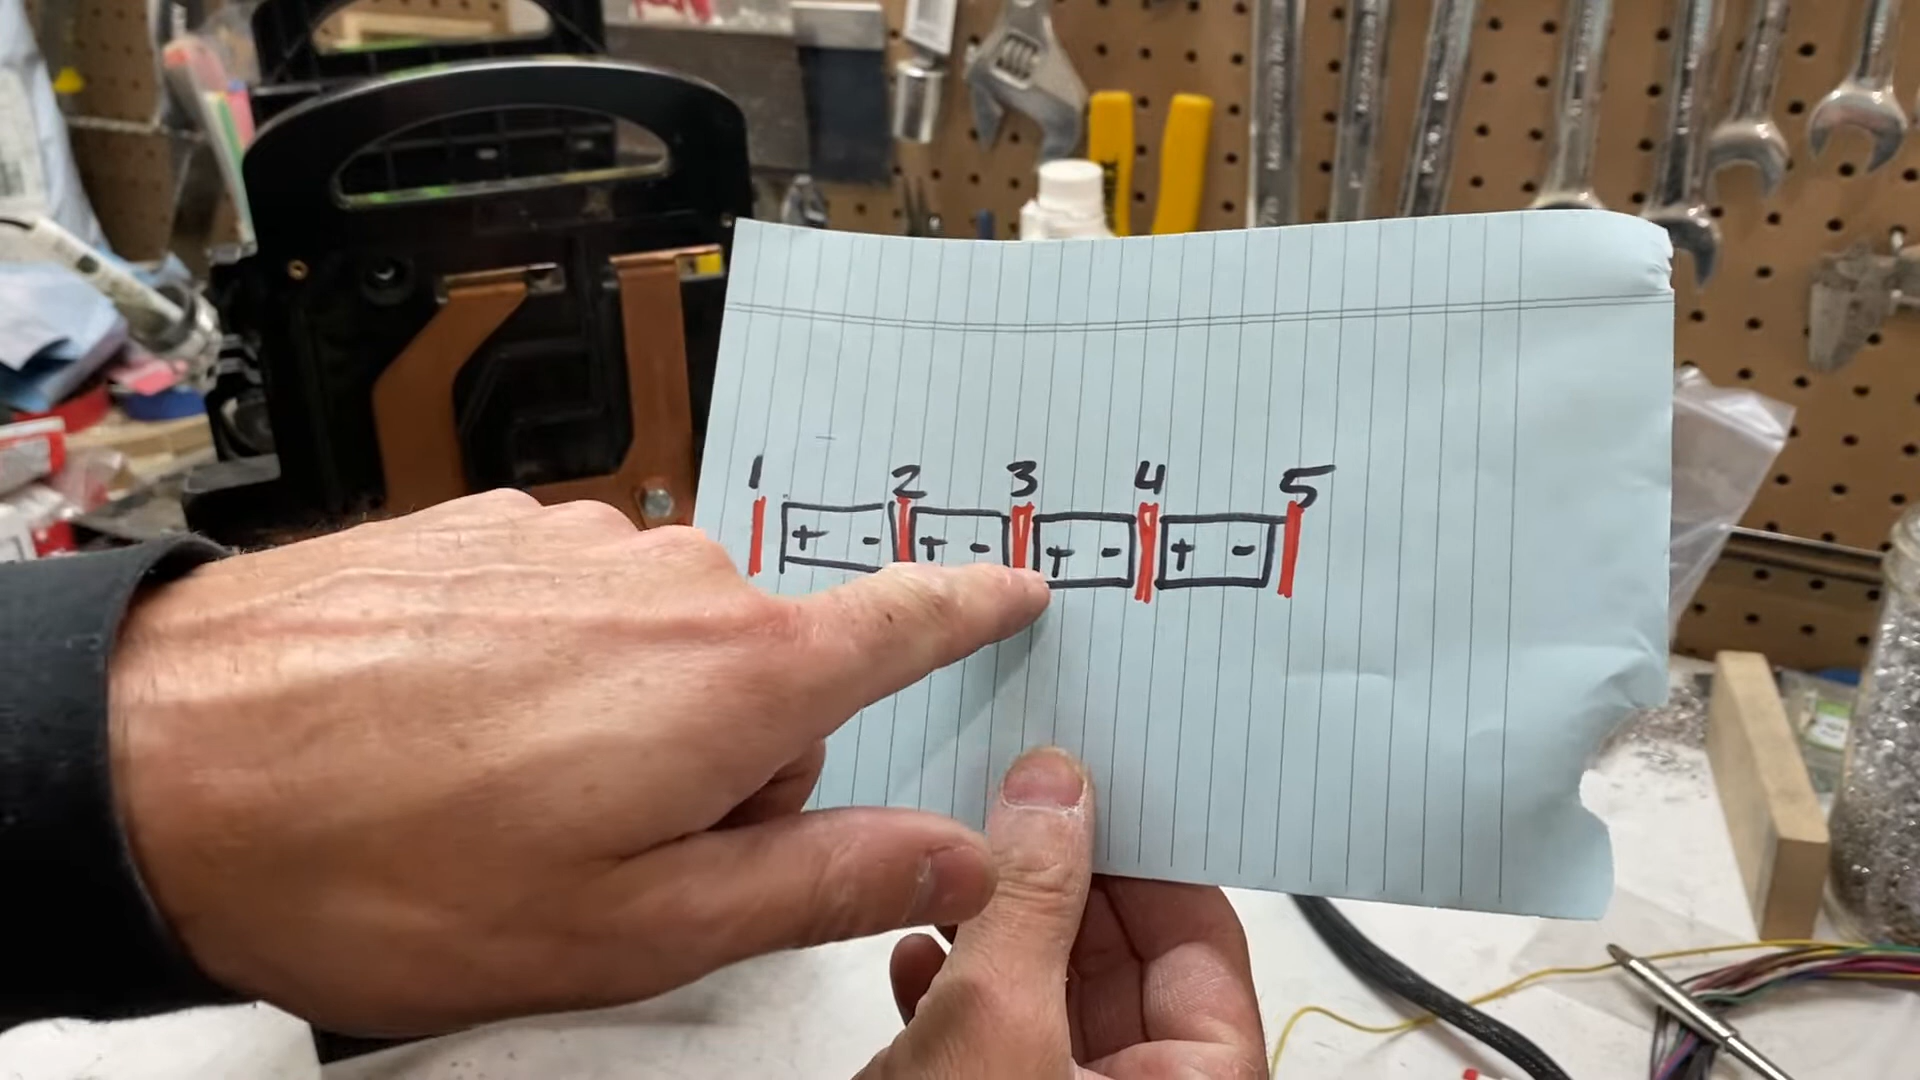 1 2 3 4 5
+ - + - + - + -